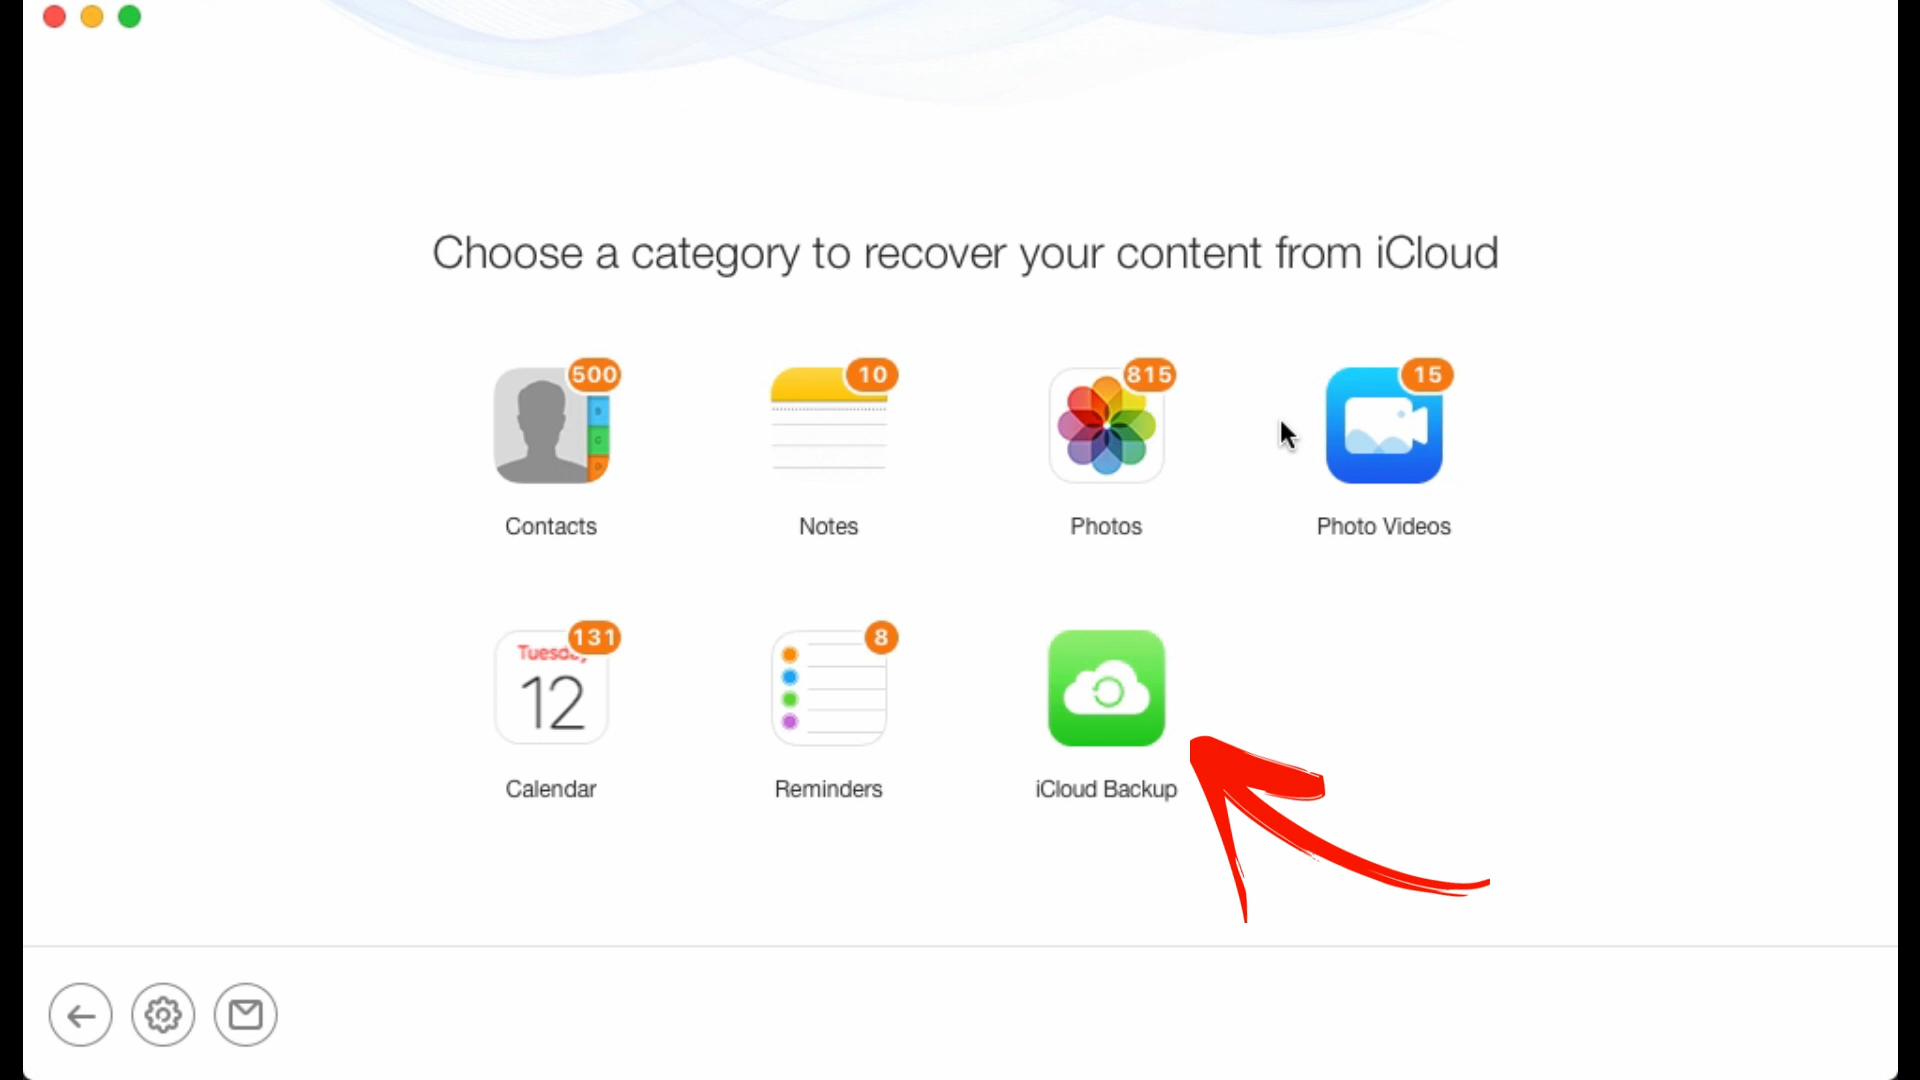 Choose a category to recover your content from iCloud
500
10
815
15
Contacts
Notes
Photos
Photo Videos
131
8
Tuesday
12
Calendar
Reminders
iCloud Backup